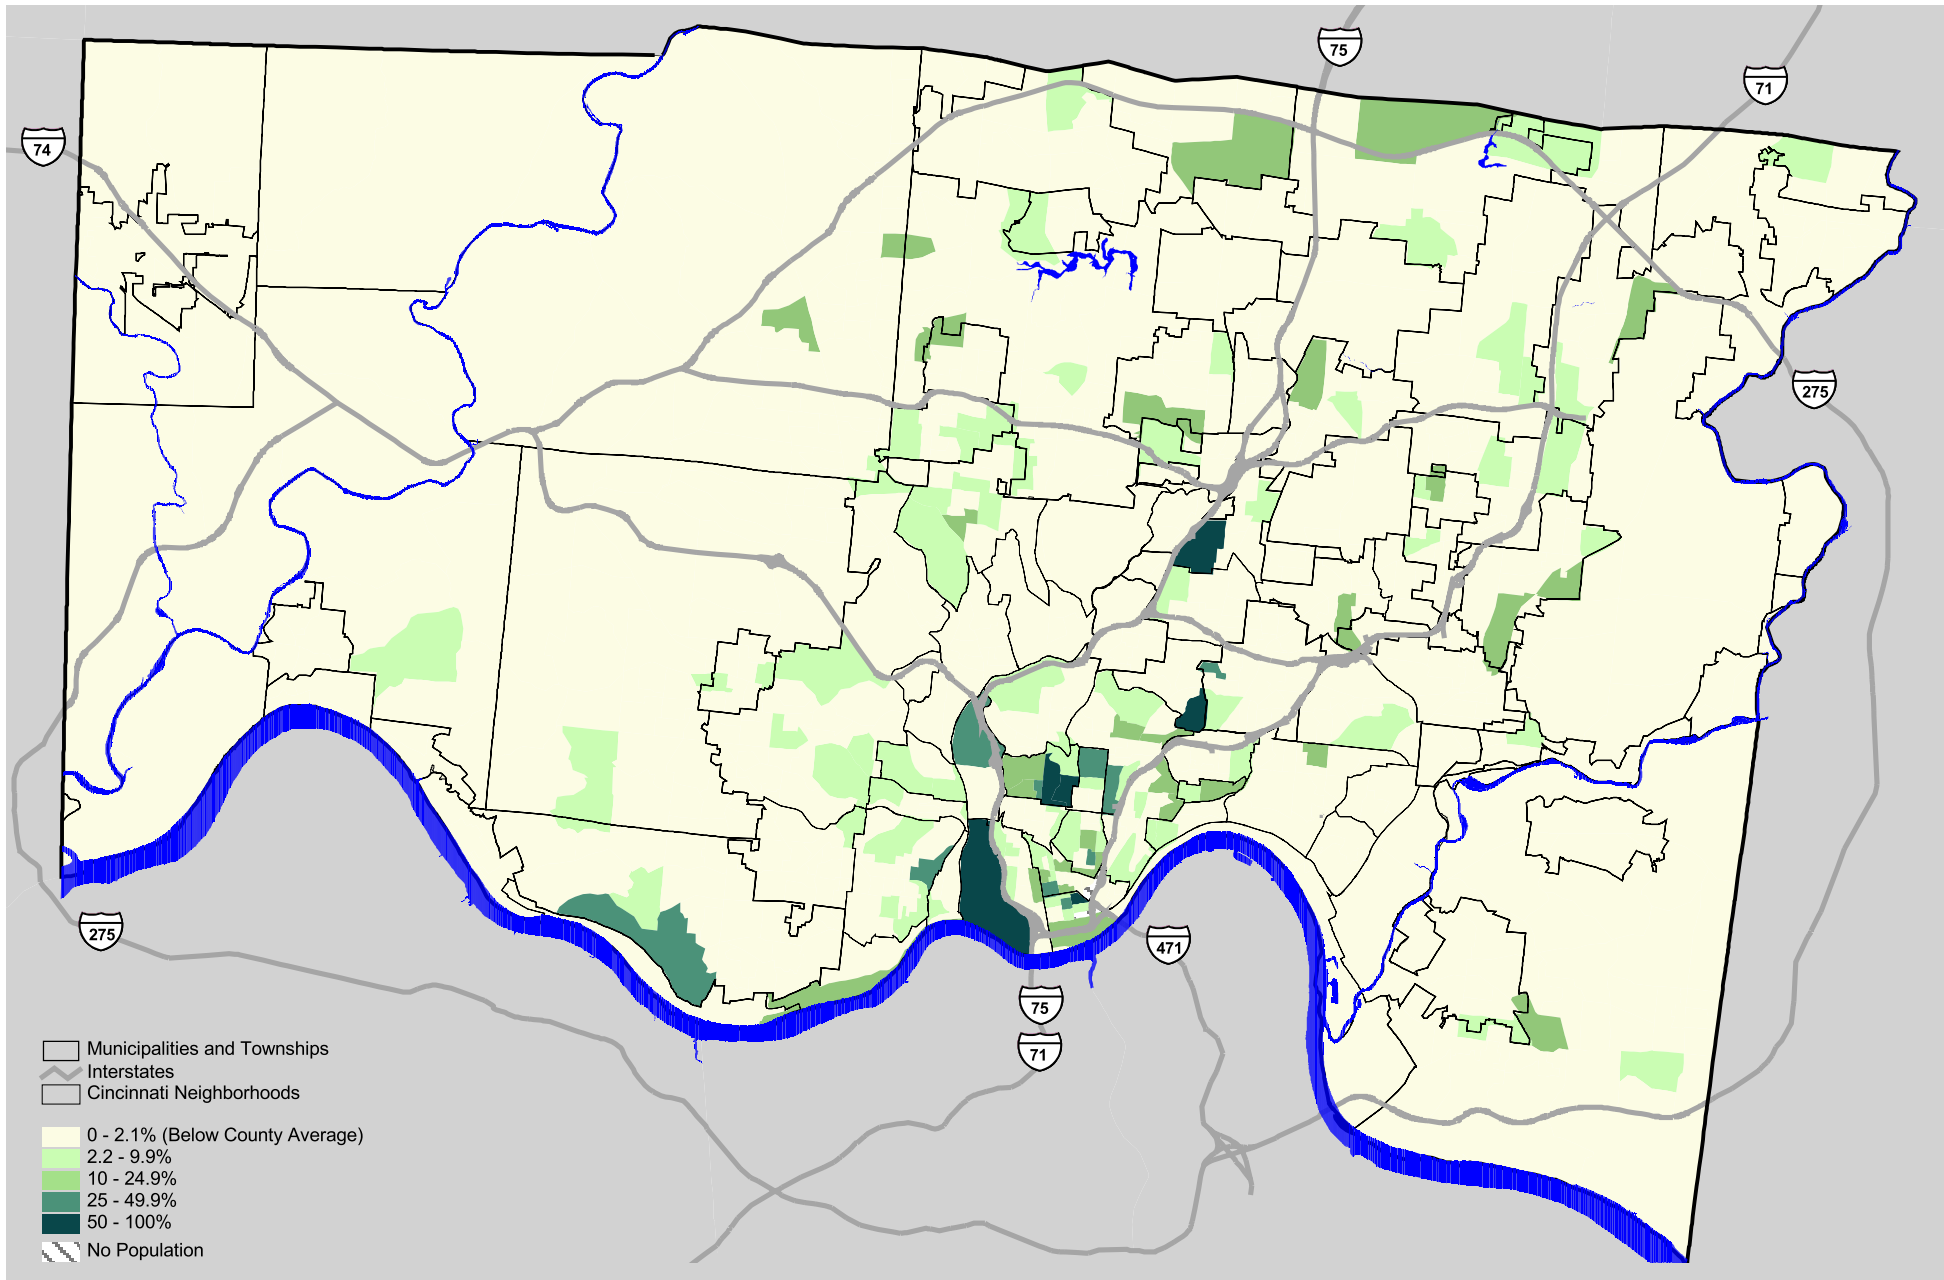 75
71
74
275
275
471
75
71
Municipalities and Townships
Interstates
Cincinnati Neighborhoods
0 - 2.1% (Below County Average)
2.2 - 9.9%
10 - 24.9%
25 - 49.9%
50 - 100%
No Population